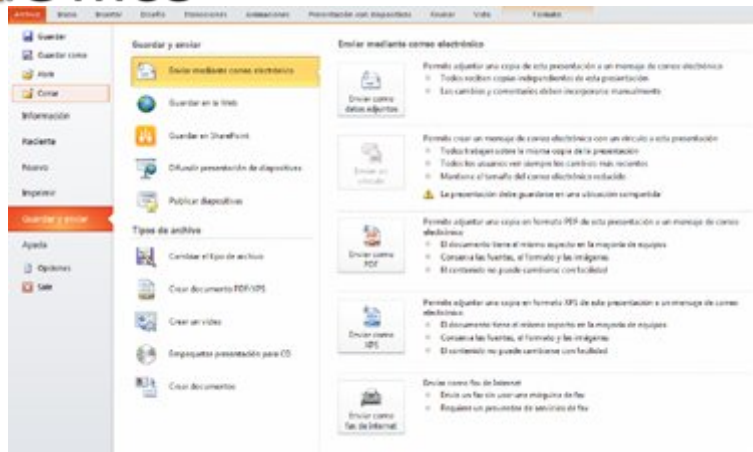 Archivo Inicio Insertar Diseño Transiciones Animaciones Presentación con diapositivas Revisar Vista Formato
Guardar
Guardar como
Abrir
Cerrar
Información
Reciente
Nuevo
Imprimir
Guardar y enviar
Ayuda
Opciones
Salir
Guardar y enviar
Enviar mediante correo electrónico
Guardar en la Web
Guardar en SharePoint
Difundir presentación de diapositivas
Publicar diapositivas
Tipos de archivo
Cambiar el tipo de archivo
Crear documento PDF/XPS
Crear un vídeo
Empaquetar presentación para CD
Crear documentos
Enviar mediante correo electrónico
Enviar como
datos adjuntos
Permite adjuntar una copia de esta presentación a un mensaje de correo electrónico
Todos reciben copias independientes de esta presentación
Los cambios y comentarios deben incorporarse manualmente
Enviar un
vínculo
Permite crear un mensaje de correo electrónico con un vínculo a esta presentación
Todos trabajan sobre la misma copia de la presentación
Todos los usuarios ven siempre los cambios más recientes
Mantiene el tamaño del correo electrónico reducido
La presentación debe guardarse en una ubicación compartida
Enviar como
PDF
Permite adjuntar una copia en formato PDF de esta presentación a un mensaje de correo
electrónico
El documento tiene el mismo aspecto en la mayoría de equipos
Conserva las fuentes, el formato y las imágenes
El contenido no puede cambiarse con facilidad
Enviar como
XPS
Permite adjuntar una copia en formato XPS de esta presentación a un mensaje de correo
electrónico
El documento tiene el mismo aspecto en la mayoría de equipos
Conserva las fuentes, el formato y las imágenes
El contenido no puede cambiarse con facilidad
Enviar como
fax de Internet
Enviar como fax de Internet
Envíe un fax sin usar una máquina de fax
Requiere un proveedor de servicios de fax